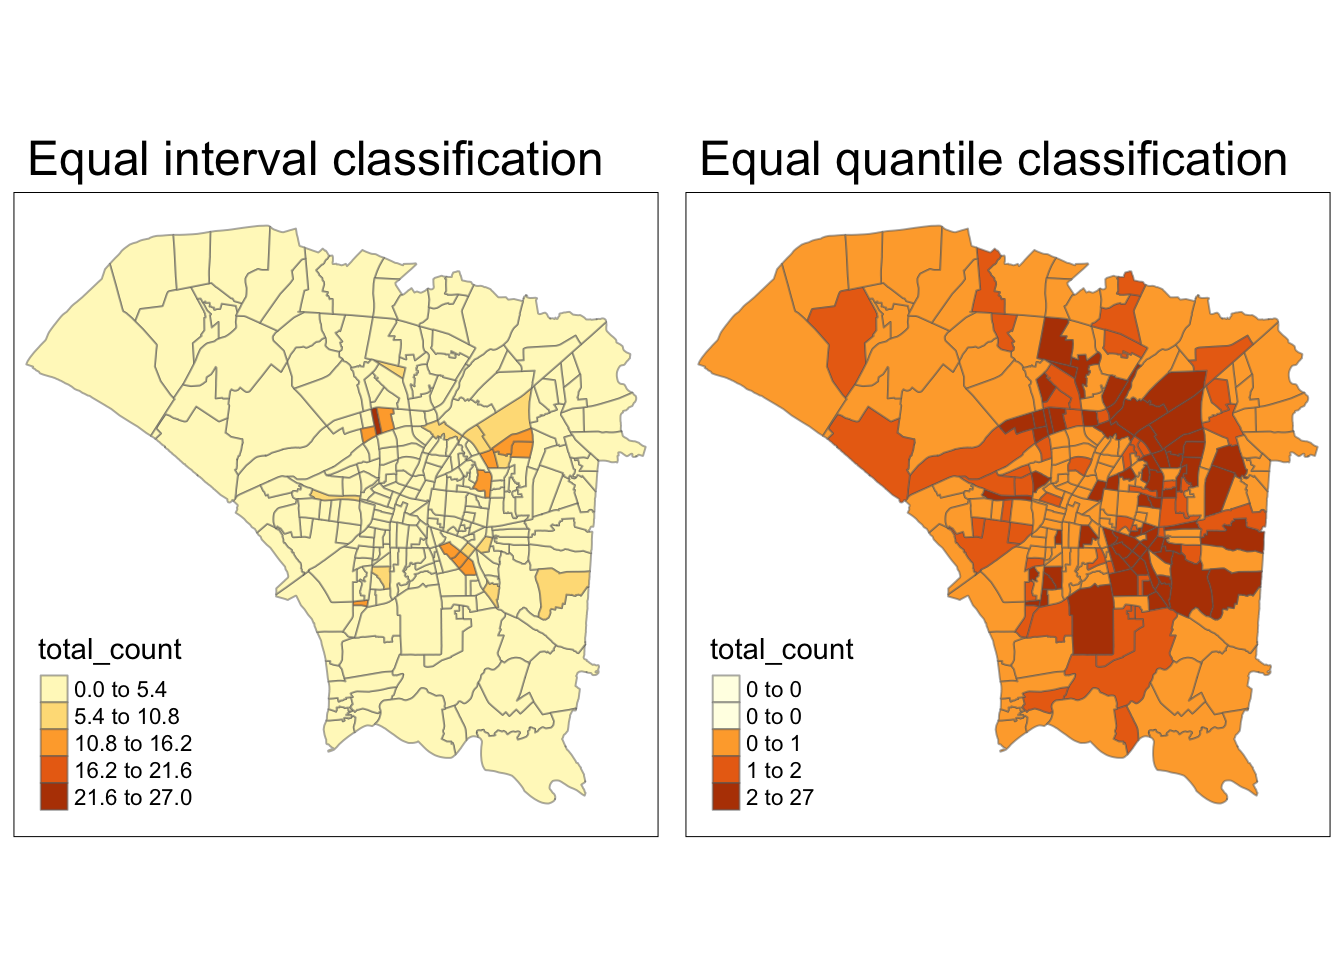 Equal interval classification
total_count
0.0 to 5.4
5.4 to 10.8
10.8 to 16.2
16.2 to 21.6
21.6 to 27.0
Equal quantile classification
total_count
0 to 0
0 to 0
0 to 1
1 to 2
2 to 27